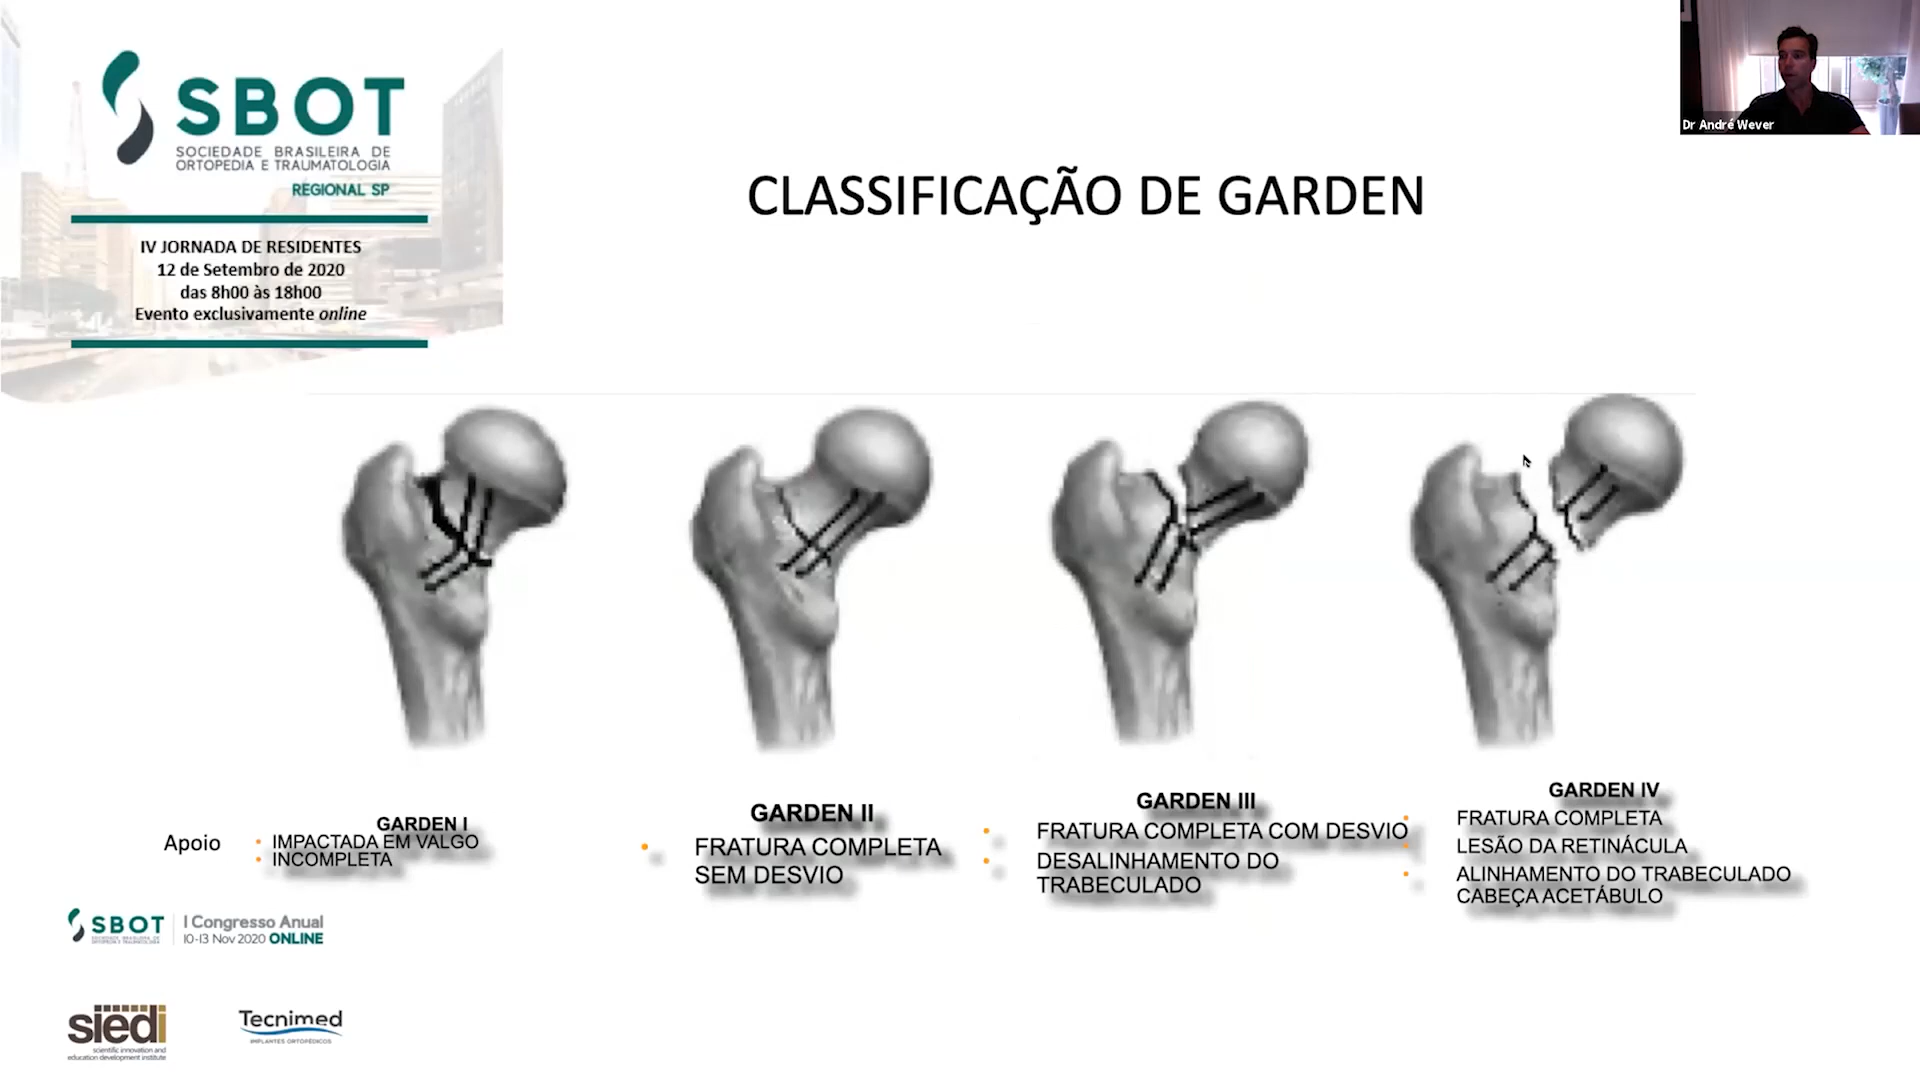 SBOT
SOCIEDADE BRASILEIRA DE
ORTOPEDIA E TRAUMATOLOGIA
REGIONAL SP
IV JORNADA DE RESIDENTES
12 de Setembro de 2020
das 8h00 às 18h00
Evento exclusivamente online
Dr André Wever
CLASSIFICAÇÃO DE GARDEN
GARDEN I
• IMPACTADA EM VALGO
• INCOMPLETA
GARDEN II
• FRATURA COMPLETA
SEM DESVIO
GARDEN III
• FRATURA COMPLETA COM DESVIO
• DESALINHAMENTO DO
TRABECULADO
GARDEN IV
• FRATURA COMPLETA
• LESÃO DA RETINÁCULA
• ALINHAMENTO DO TRABECULADO
CABEÇA ACETÁBULO
Apoio
SBOT
I Congresso Anual
10-13 Nov 2020 ONLINE
siedi
scientific innovation and
education development institute
Tecnimed
IMPLANTES ORTOPÉDICOS